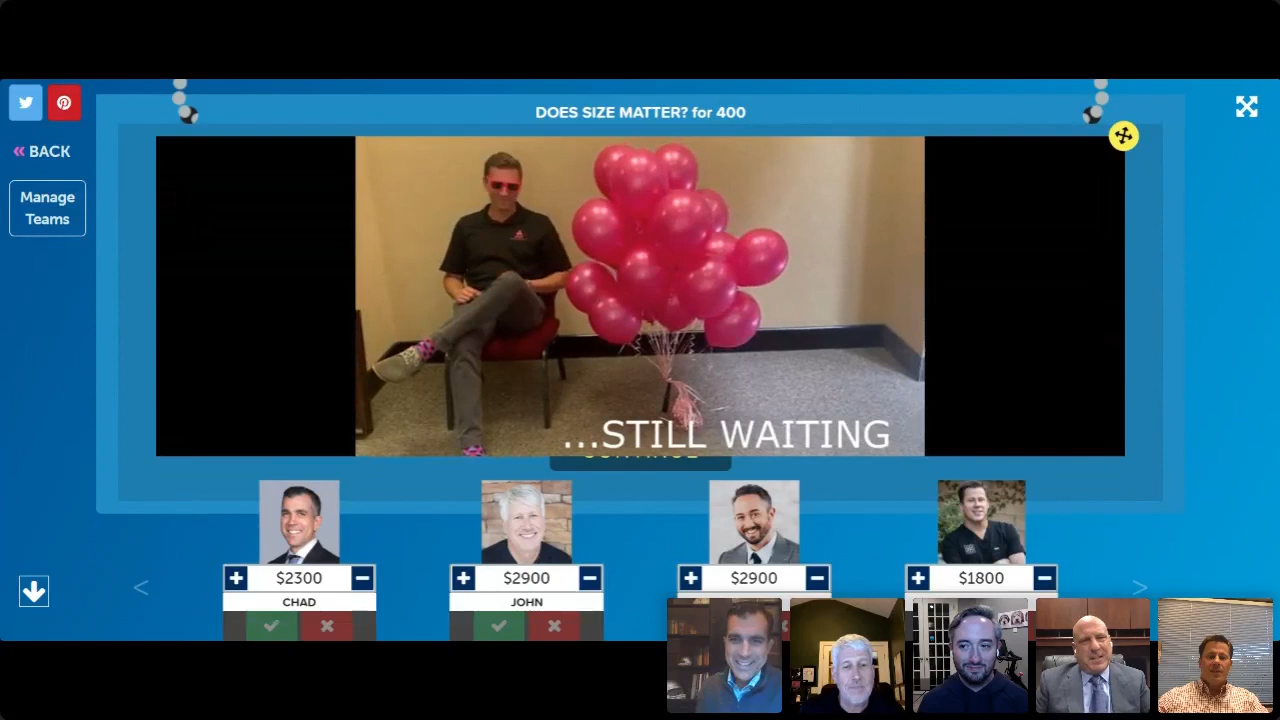 DOES SIZE MATTER? for 400
« BACK
Manage
Teams
...STILL WAITING
$2300
$2900
$2900
$1800
CHAD
JOHN